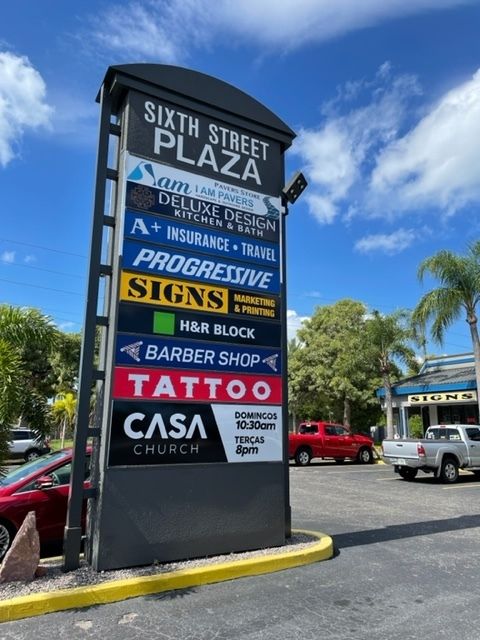 SIXTH STREET
PLAZA
PAVERS STORE
I am I AM PAVERS
DELUXE DESIGN
KITCHEN & BATH
A+ INSURANCE • TRAVEL
PROGRESSIVE
SIGNS MARKETING
& PRINTING
H&R BLOCK
BARBER SHOP
TATTOO
CASA
CHURCH
DOMINGOS
10:30am
TERÇAS
8pm
SIGNS